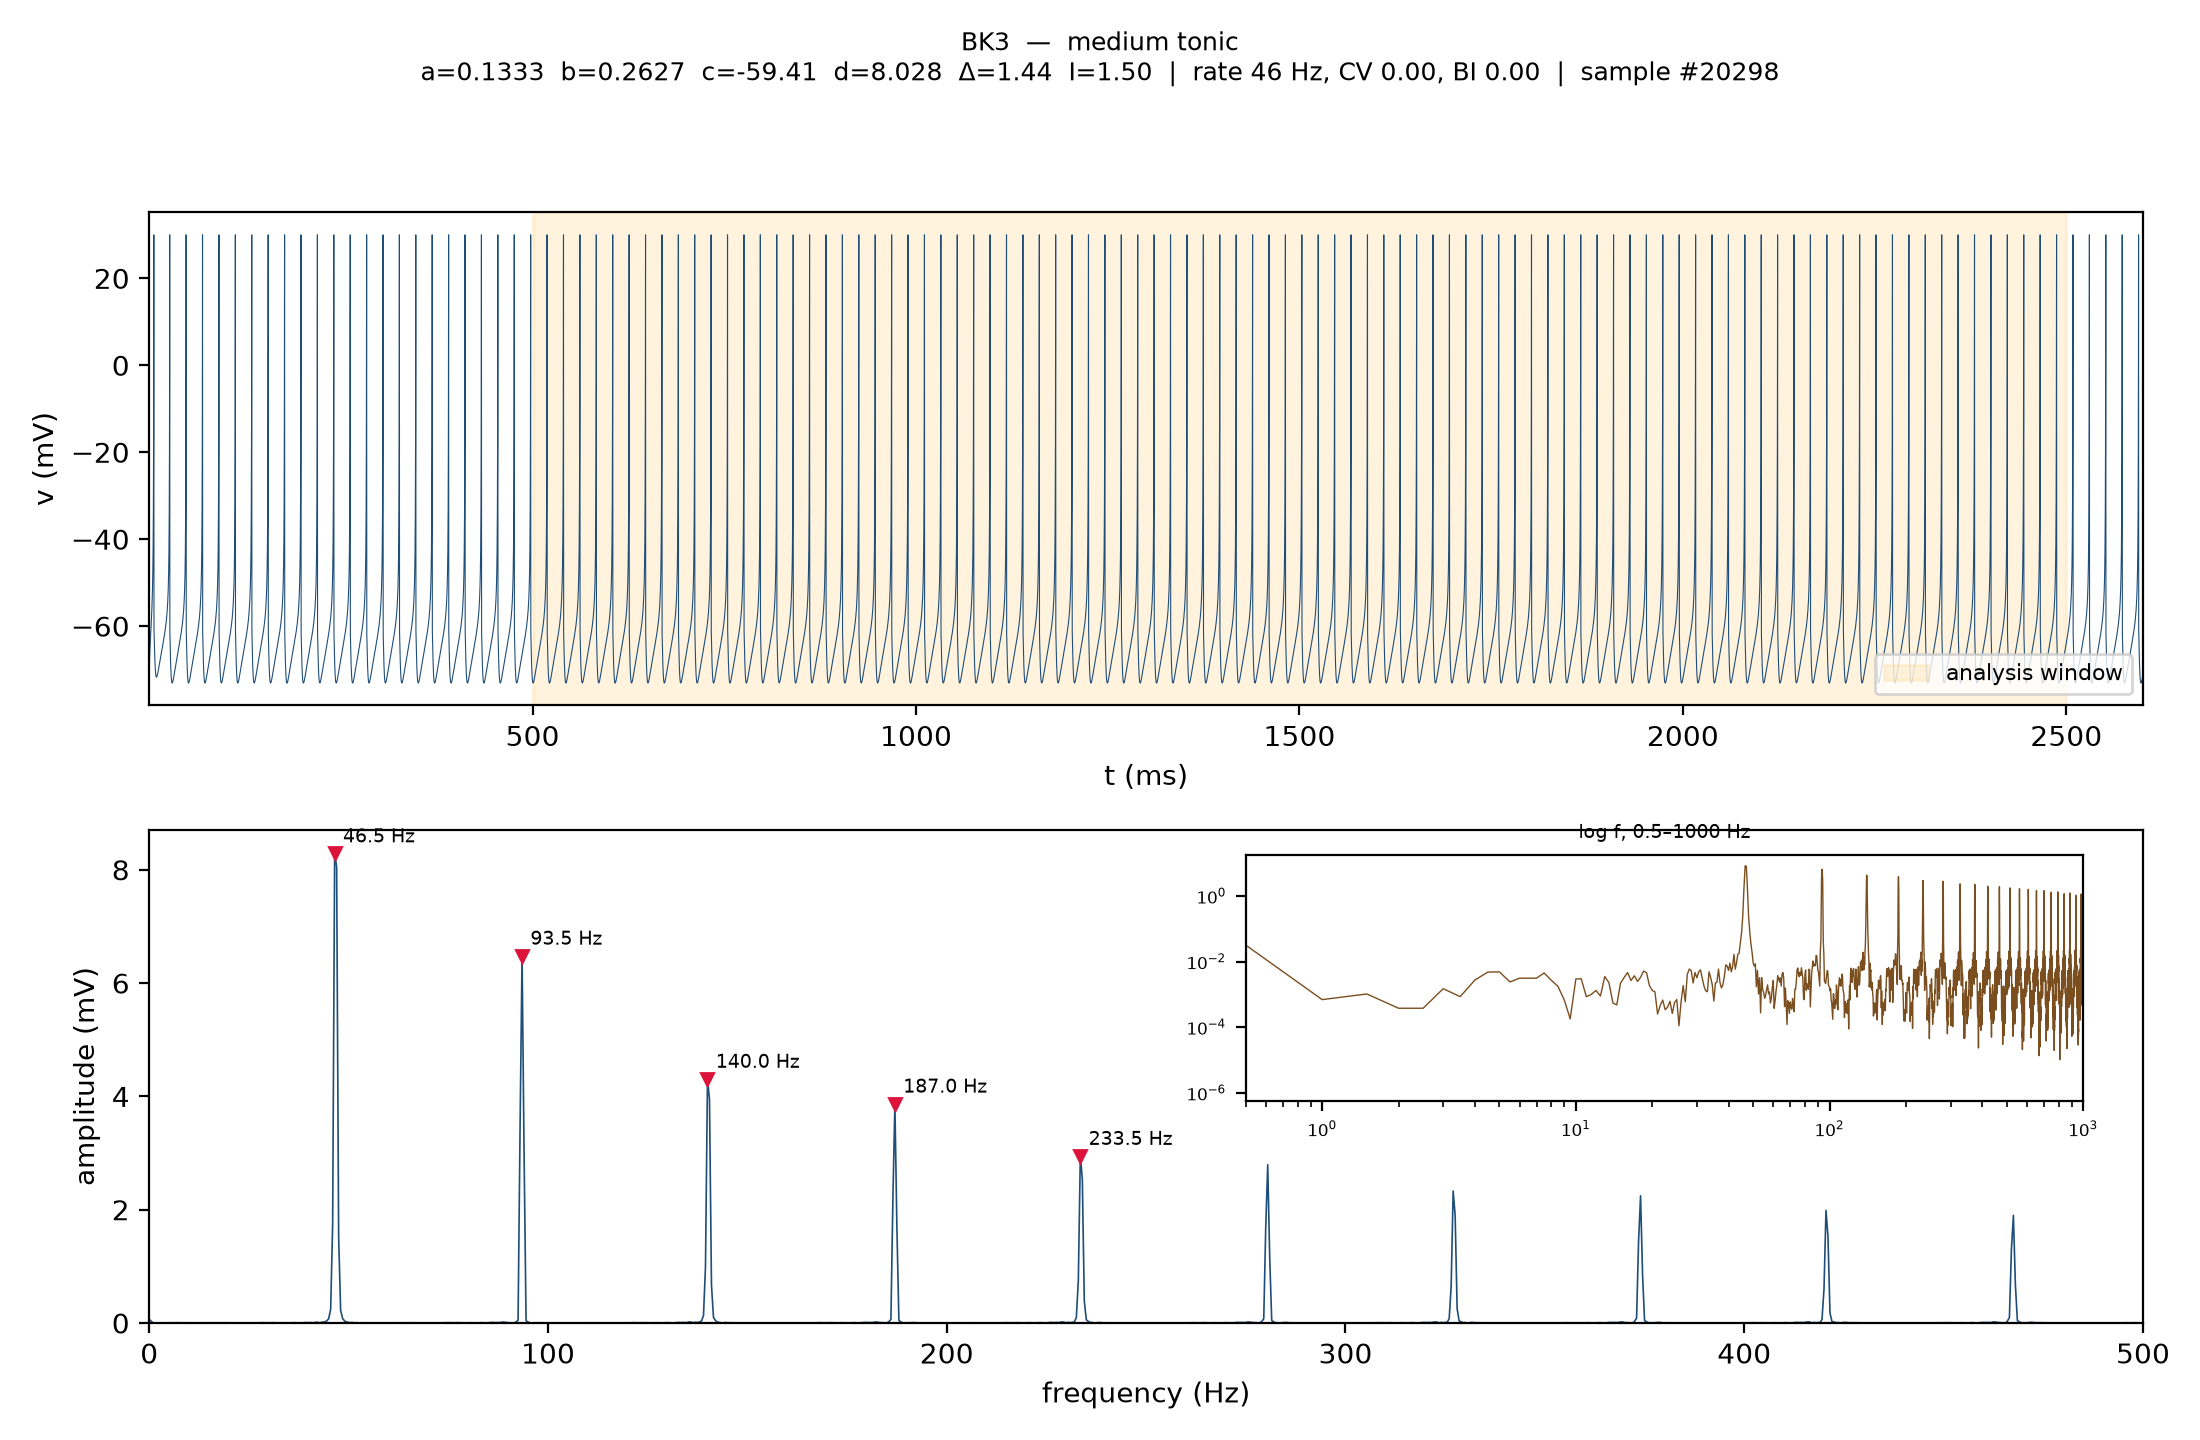 BK3 — medium tonic
a=0.1333 b=0.2627 c=-59.41 d=8.028 Δ=1.44 I=1.50 | rate 46 Hz, CV 0.00, BI 0.00 | sample #20298
20
0
−20
−40
−60
v (mV)
analysis window
500
1000
1500
2000
2500
t (ms)
46.5 Hz
93.5 Hz
140.0 Hz
187.0 Hz
233.5 Hz
log f, 0.5–1000 Hz
10⁰
10⁻²
10⁻⁴
10⁻⁶
10⁰
10¹
10²
10³
8
6
4
2
0
amplitude (mV)
0
100
200
300
400
500
frequency (Hz)